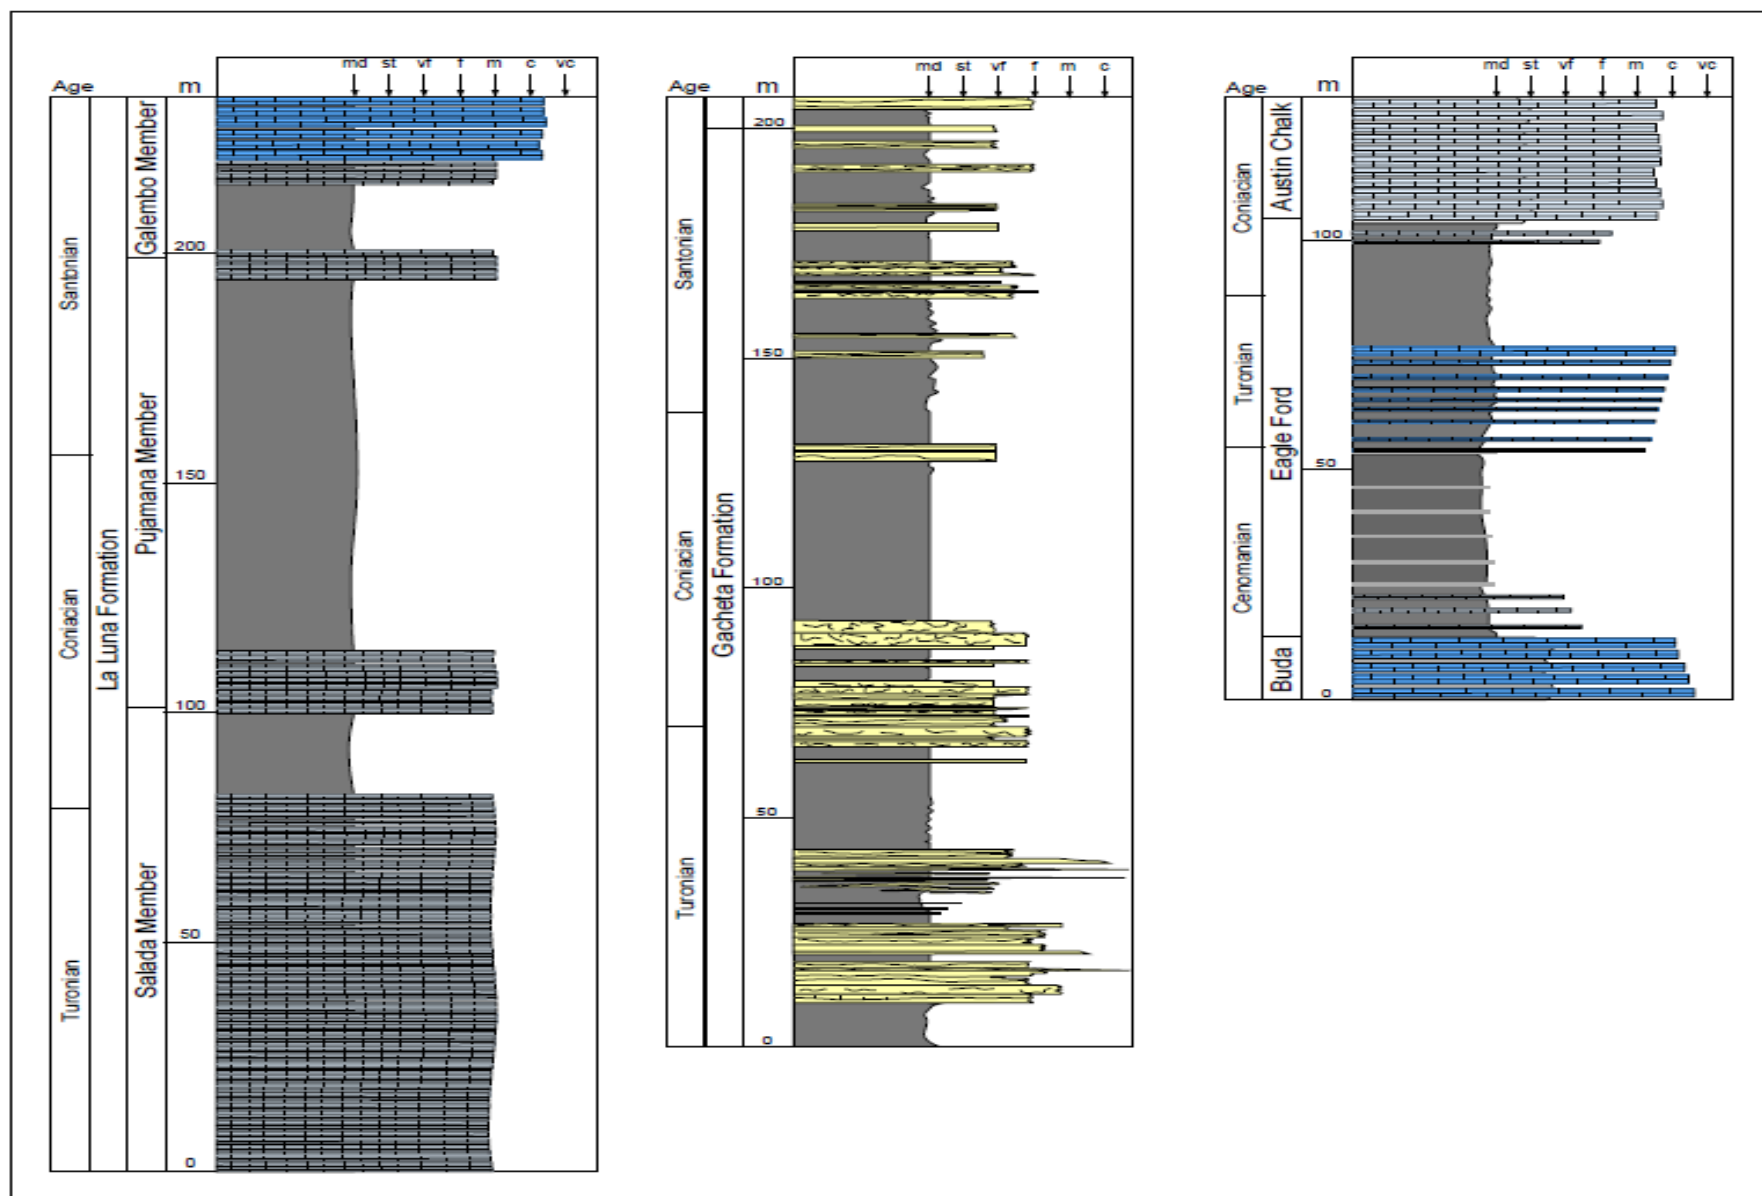 md st vf f m c vc
Age m
Galembo Member
Santonian
200
Pujamana Member
150
La Luna Formation
Coniacian
100
Salada Member
50
Turonian
0
md st vf f m c
Age m
200
Santonian
150
Gacheta Formation
Coniacian
100
50
Turonian
0
md st vf f m c vc
Age m
Austin Chalk
Coniacian
100
Turonian
Eagle Ford
50
Cenomanian
Buda
0